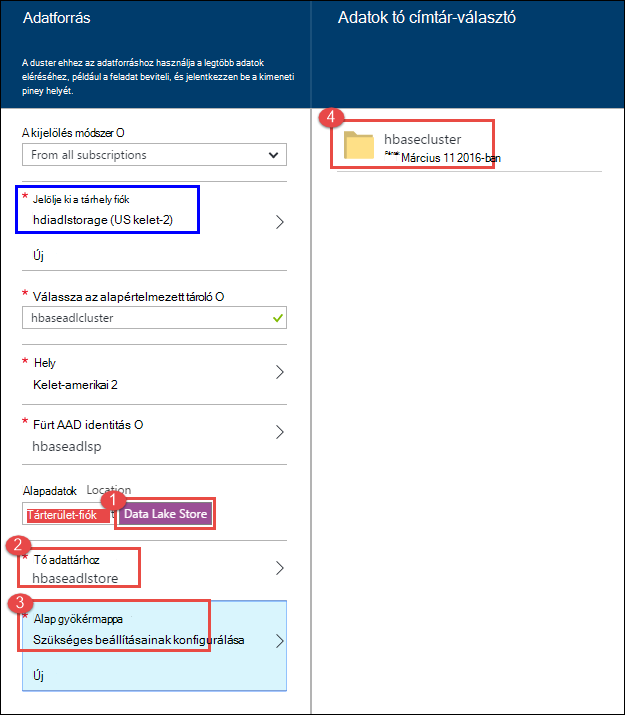 Adatforrás
A duster ehhez az adatforráshoz használja a legtöbb adatok
eléréséhez, például a feladat beviteli, és jelentkezzen be a kimeneti
piney helyét.
A kijelölés módszer O
From all subscriptions
* Jelölje ki a tárhely fiók
hdiadlstorage (US kelet-2)
Új
* Válassza az alapértelmezett tároló O
hbaseadlcluster
* Hely
Kelet-amerikai 2
* Fürt AAD identitás O
hbaseadlsp
Alapadatok Location
1
Tárterület-fiók Data Lake Store
2
* Tó adattárhoz
hbaseadlstore
3
* Alap gyökérmappa
Szükséges beállításainak konfigurálása
Új
Adatok tó címtár-választó
4
hbasecluster
Március 11 2016-ban